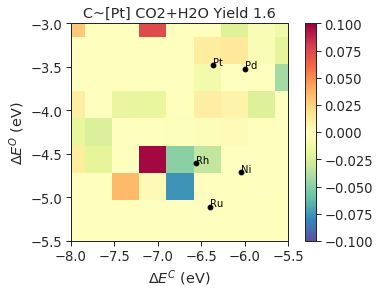 C~[Pt] CO2+H2O Yield 1.6
−3.0
−3.5
−4.0
−4.5
−5.0
−5.5
ΔE^O (eV)
Pt
Pd
Rh
Ni
Ru
−8.0 −7.5 −7.0 −6.5 −6.0 −5.5
ΔE^C (eV)
0.100
0.075
0.050
0.025
0.000
−0.025
−0.050
−0.075
−0.100